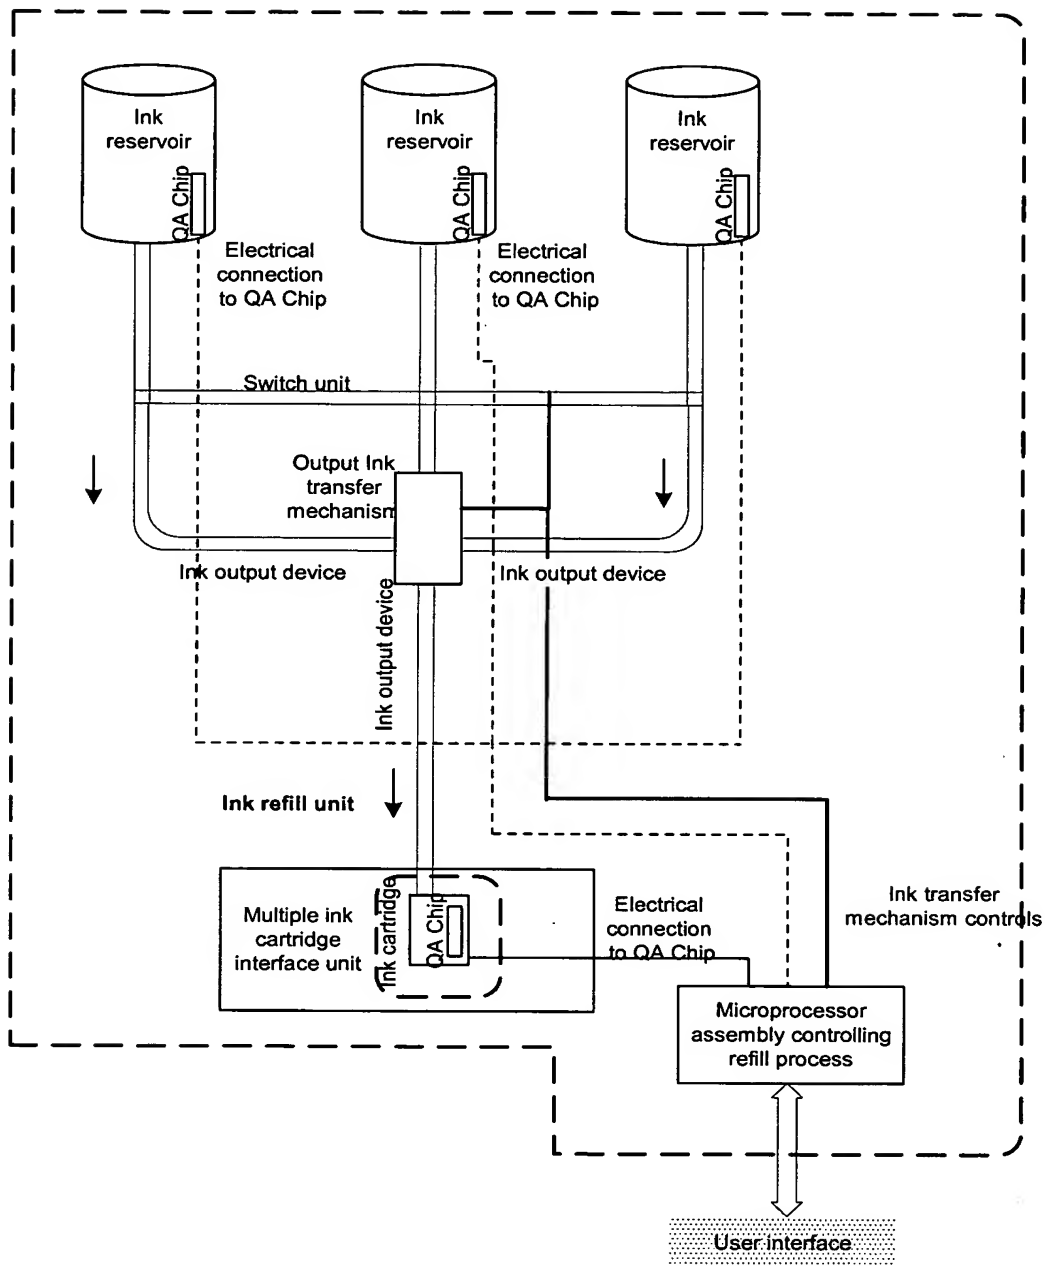 Ink
reservoir
QA Chip
Ink
reservoir
QA Chip
Ink
reservoir
QA Chip
Electrical
connection
to QA Chip
Electrical
connection
to QA Chip
Switch unit
Output Ink
transfer
mechanism
Ink output device
Ink output device
Ink output device
Ink refill unit
Multiple ink
cartridge
interface unit
Ink cartridge
QA Chip
Electrical
connection
to QA Chip
Ink transfer
mechanism controls
Microprocessor
assembly controlling
refill process
User interface